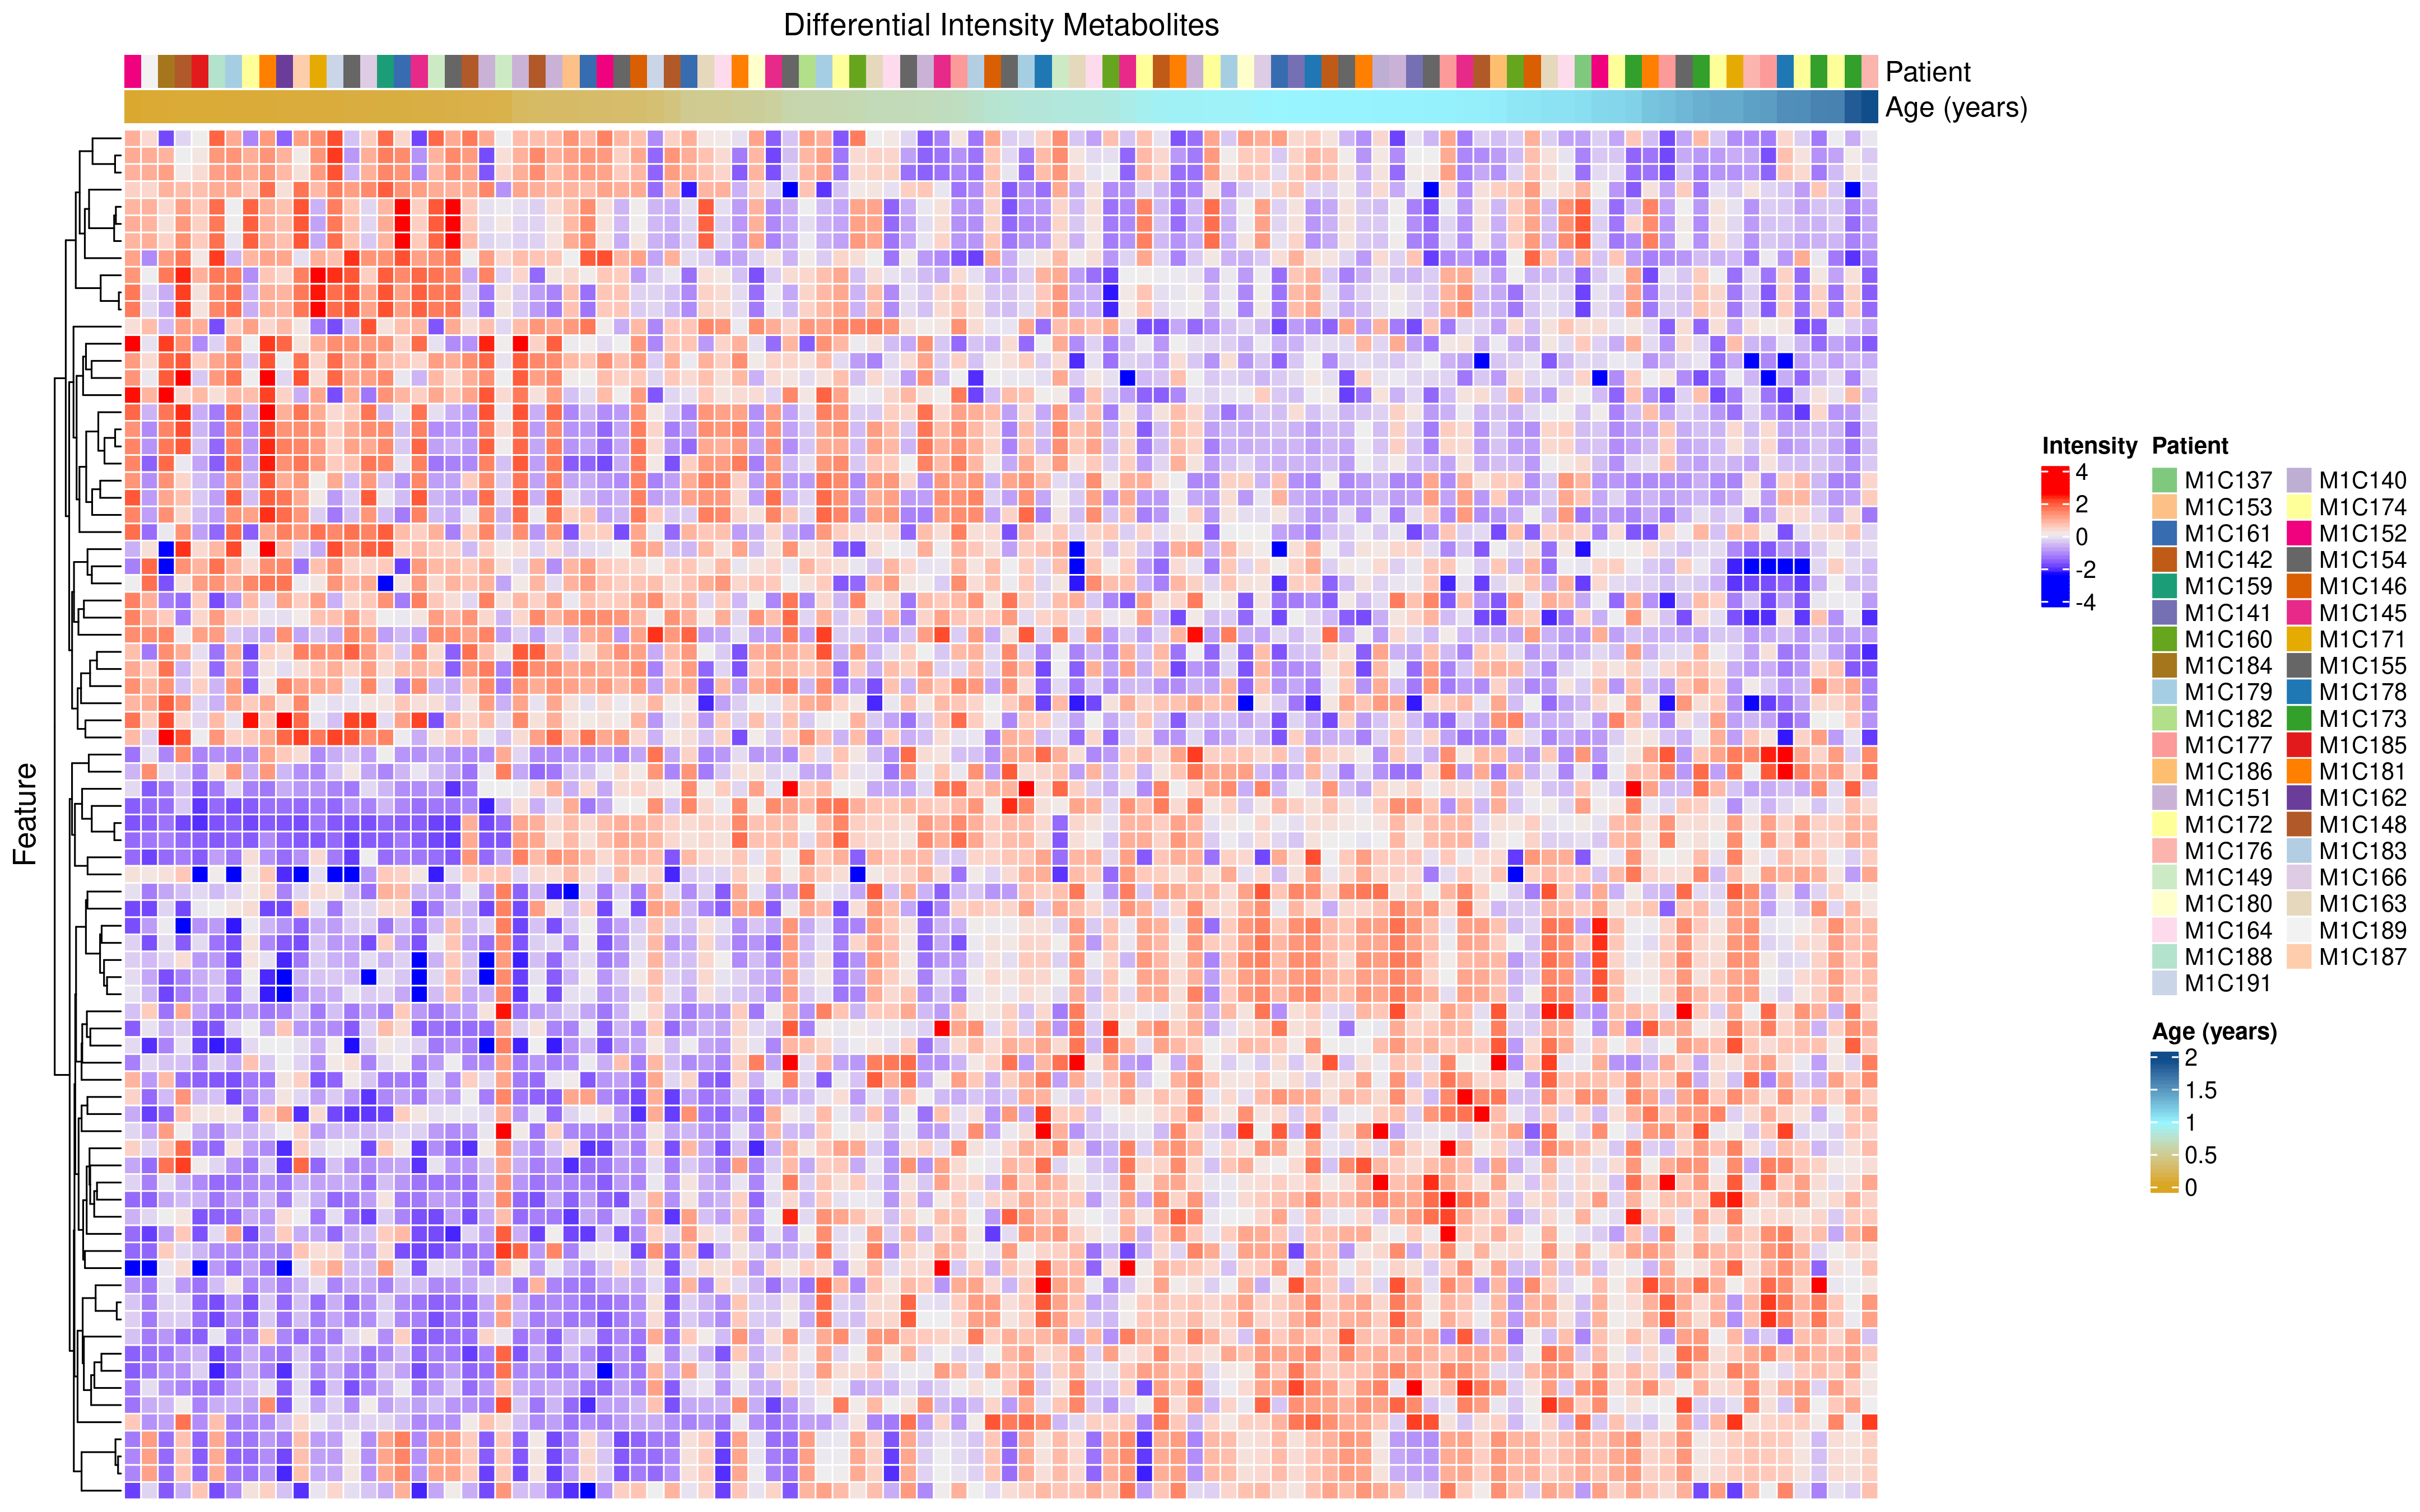 Differential Intensity Metabolites
Patient
Age (years)
Feature
Intensity
4
2
0
-2
-4
Patient
M1C137 M1C140
M1C153 M1C174
M1C161 M1C152
M1C142 M1C154
M1C159 M1C146
M1C141 M1C145
M1C160 M1C171
M1C184 M1C155
M1C179 M1C178
M1C182 M1C173
M1C177 M1C185
M1C186 M1C181
M1C151 M1C162
M1C172 M1C148
M1C176 M1C183
M1C149 M1C166
M1C180 M1C163
M1C164 M1C189
M1C188 M1C187
M1C191
Age (years)
2
1.5
1
0.5
0